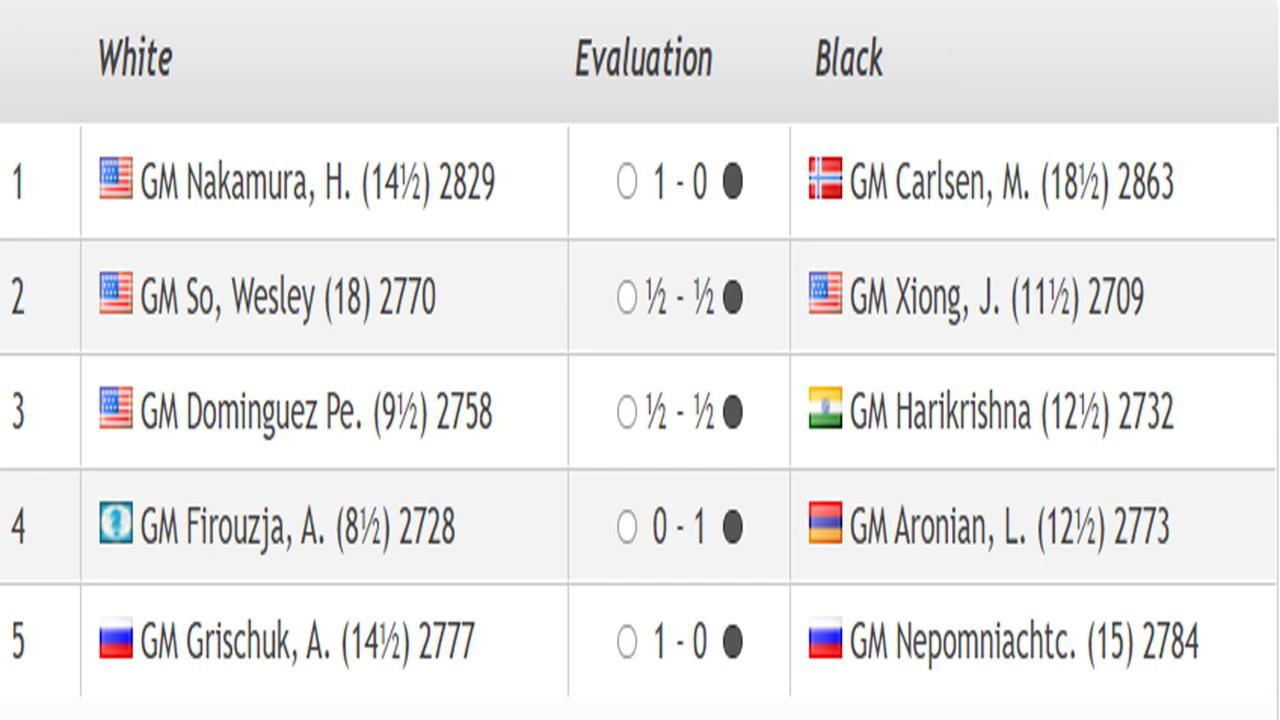 White Evaluation Black
1 GM Nakamura, H. (14½) 2829 1 - 0 GM Carlsen, M. (18½) 2863
2 GM So, Wesley (18) 2770 ½ - ½ GM Xiong, J. (11½) 2709
3 GM Dominguez Pe. (9½) 2758 ½ - ½ GM Harikrishna (12½) 2732
4 GM Firouzja, A. (8½) 2728 0 - 1 GM Aronian, L. (12½) 2773
5 GM Grischuk, A. (14½) 2777 1 - 0 GM Nepomniachtc. (15) 2784